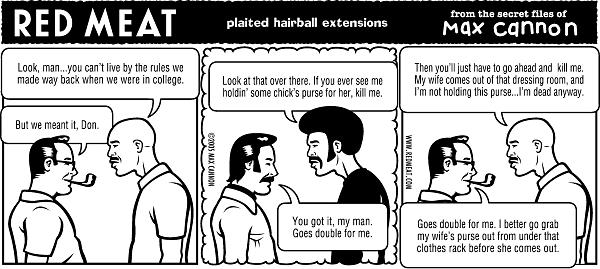 RED MEAT
plaited hairball extensions
from the secret files of
Max cannon
Look, man...you can't live by the rules we
made way back when we were in college.
But we meant it, Don.
Look at that over there. If you ever see me
holdin' some chick's purse for her, kill me.
You got it, my man.
Goes double for me.
©2005 MAX CANNON
Then you'll just have to go ahead and kill me.
My wife comes out of that dressing room, and
I'm not holding this purse...I'm dead anyway.
Goes double for me. I better go grab
my wife's purse out from under that
clothes rack before she comes out.
WWW.REDMEAT.COM